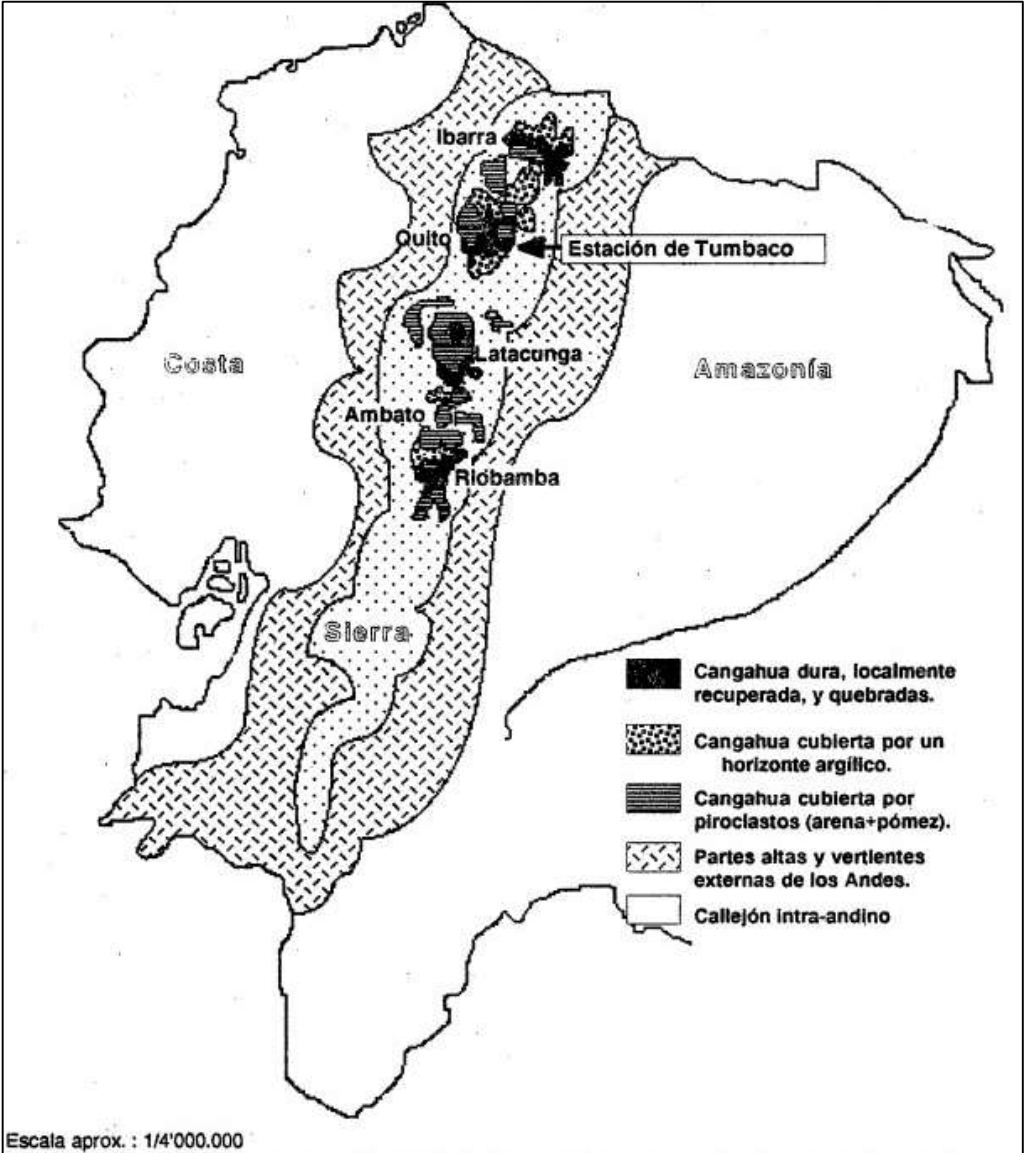 Ibarra
Quito
Estación de Tumbaco
Costa
Latacunga
Amazonía
Ambato
Riobamba
Sierra
Cangahua dura, localmente
recuperada, y quebradas.
Cangahua cubierta por un
horizonte argílico.
Cangahua cubierta por
piroclastos (arena+pómez).
Partes altas y vertientes
externas de los Andes.
Callejón intra-andino
Escala aprox. : 1/4'000.000